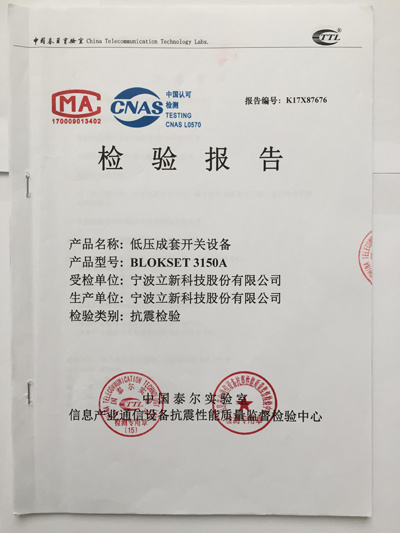 中国泰尔实验室 China Telecommunication Technology Labs.
TTL
报告编号: K17X87676
MA
170009013402
CNAS
中国认可
检测
TESTING
CNAS L0570
检验报告
产品名称: 低压成套开关设备
产品型号: BLOKSET 3150A
受检单位: 宁波立新科技股份有限公司
生产单位: 宁波立新科技股份有限公司
检验类别: 抗震检验
中国泰尔实验室
信息产业通信设备抗震性能质量监督检验中心
TTL
检测专用章
(15)